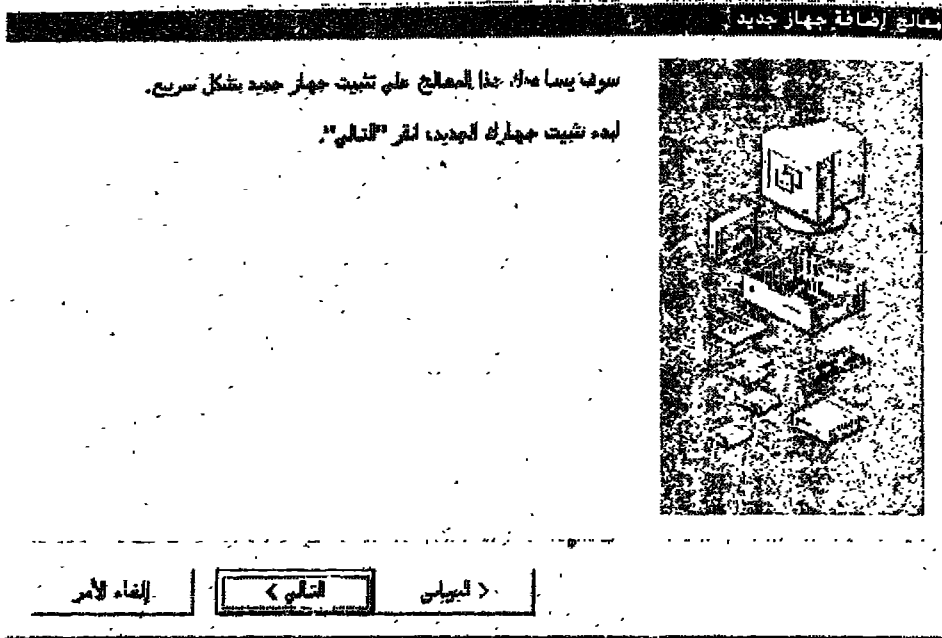 معالج إضافة جهاز جديد
سوف يساعدك هذا المعالج على تثبيت جهاز جديد بشكل سريع.
لبدء تثبيت جهازك الجديد، انقر "التالي".
< السابق
التالي >
إلغاء الأمر